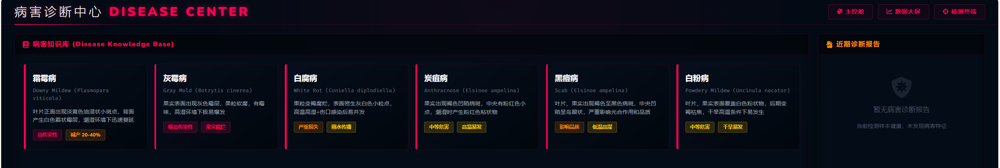 病害诊断中心 DISEASE CENTER
主控舱
数据大屏
检测终端
病害知识库 (Disease Knowledge Base)
霜霉病
Downy Mildew (Plasmopara
viticola)
叶片正面出现淡黄色油浸状小斑点，背面
产生白色霜状霉层，潮湿环境下迅速蔓延
高传染性
减产 20-40%
灰霉病
Gray Mold (Botrytis cinerea)
果实表面出现灰色霉层，果粒软腐，有霉
味，高湿环境下极易爆发
极高传染性
果实腐烂
白腐病
White Rot (Coniella diplodiella)
果粒变褐腐烂，表面密生灰白色小粒点，
高温高湿+伤口感染后易并发
严重损失
雨水传播
炭疽病
Anthracnose (Elsinoe ampelina)
果实出现褐色凹陷病斑，中央有粉红色小
点，潮湿时产生粉红色粘状物
中等危害
高温易发
黑痘病
Scab (Elsinoe ampelina)
叶片、果实出现褐色至黑色病斑，中央凹
陷呈鸟眼状，严重影响光合作用和品质
影响品质
低温高湿
白粉病
Powdery Mildew (Uncinula necator)
叶片、果实表面覆盖白色粉状物，后期变
褐枯焦，干旱高温条件下易发生
中等危害
干旱易发
近期诊断报告
暂无病害诊断报告
当前检测样本健康，未发现病害特征